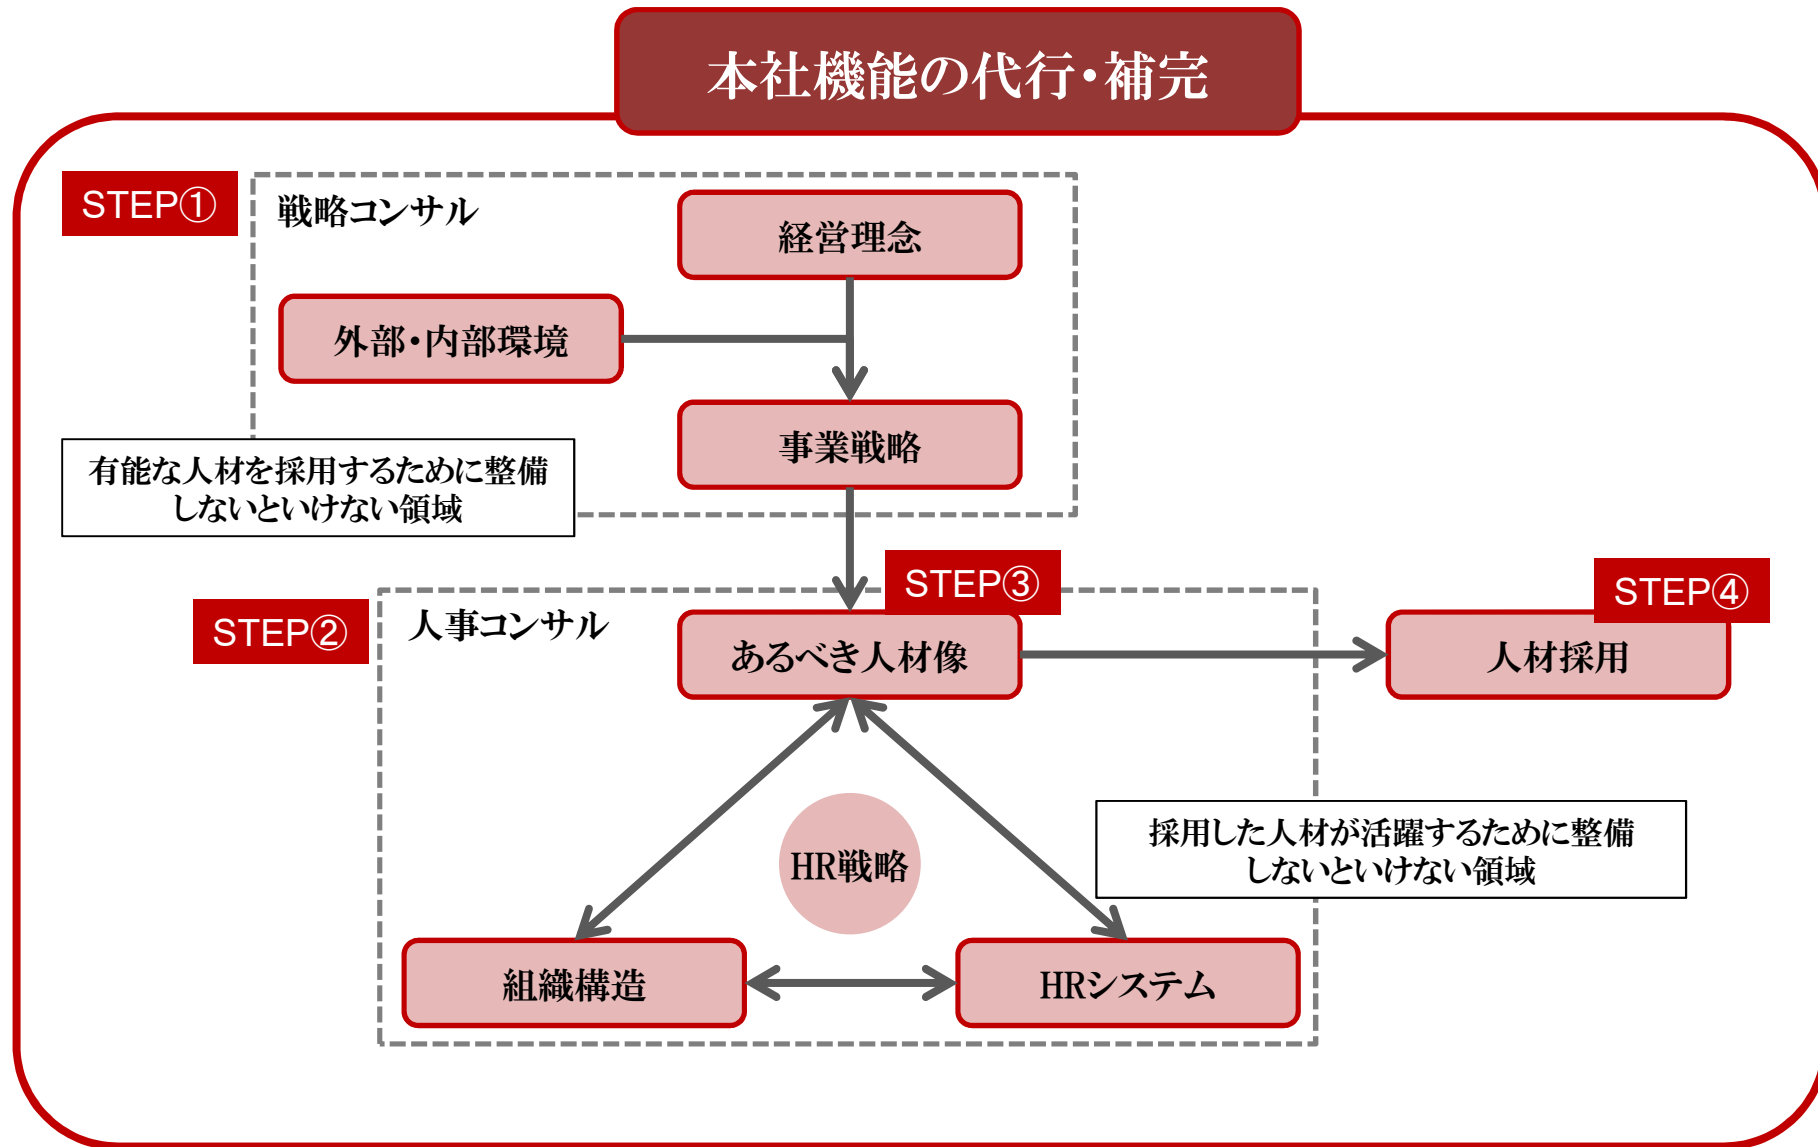 本社機能の代行・補完
STEP①
戦略コンサル
経営理念
外部・内部環境
事業戦略
有能な人材を採用するために整備
しないといけない領域
STEP②
人事コンサル
STEP③
あるべき人材像
STEP④
人材採用
HR戦略
採用した人材が活躍するために整備
しないといけない領域
組織構造
HRシステム